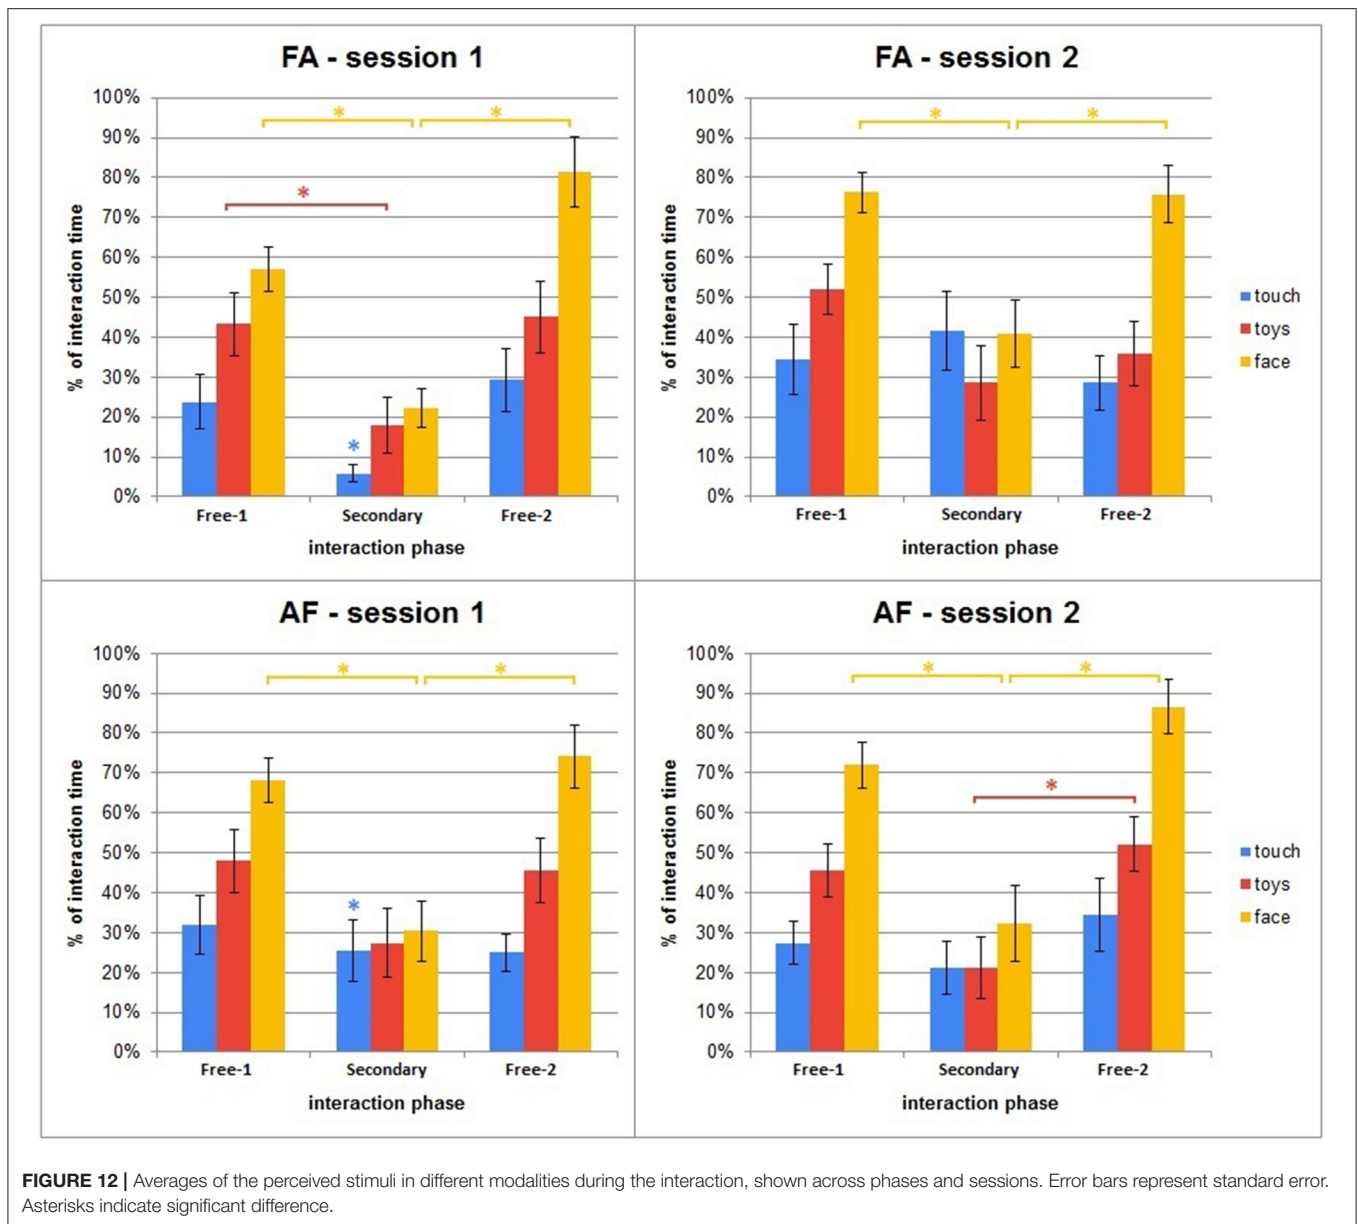 FA - session 1
100%
90%
80%
70%
60%
50%
40%
30%
20%
10%
0%
% of interaction time
*
*
*
*
Free-1 Secondary Free-2
interaction phase
FA - session 2
100%
90%
80%
70%
60%
50%
40%
30%
20%
10%
0%
% of interaction time
*
*
Free-1 Secondary Free-2
interaction phase
touch
toys
face
AF - session 1
100%
90%
80%
70%
60%
50%
40%
30%
20%
10%
0%
% of interaction time
*
*
*
Free-1 Secondary Free-2
interaction phase
AF - session 2
100%
90%
80%
70%
60%
50%
40%
30%
20%
10%
0%
% of interaction time
*
*
*
Free-1 Secondary Free-2
interaction phase
touch
toys
face
FIGURE 12 | Averages of the perceived stimuli in different modalities during the interaction, shown across phases and sessions. Error bars represent standard error.
Asterisks indicate significant difference.